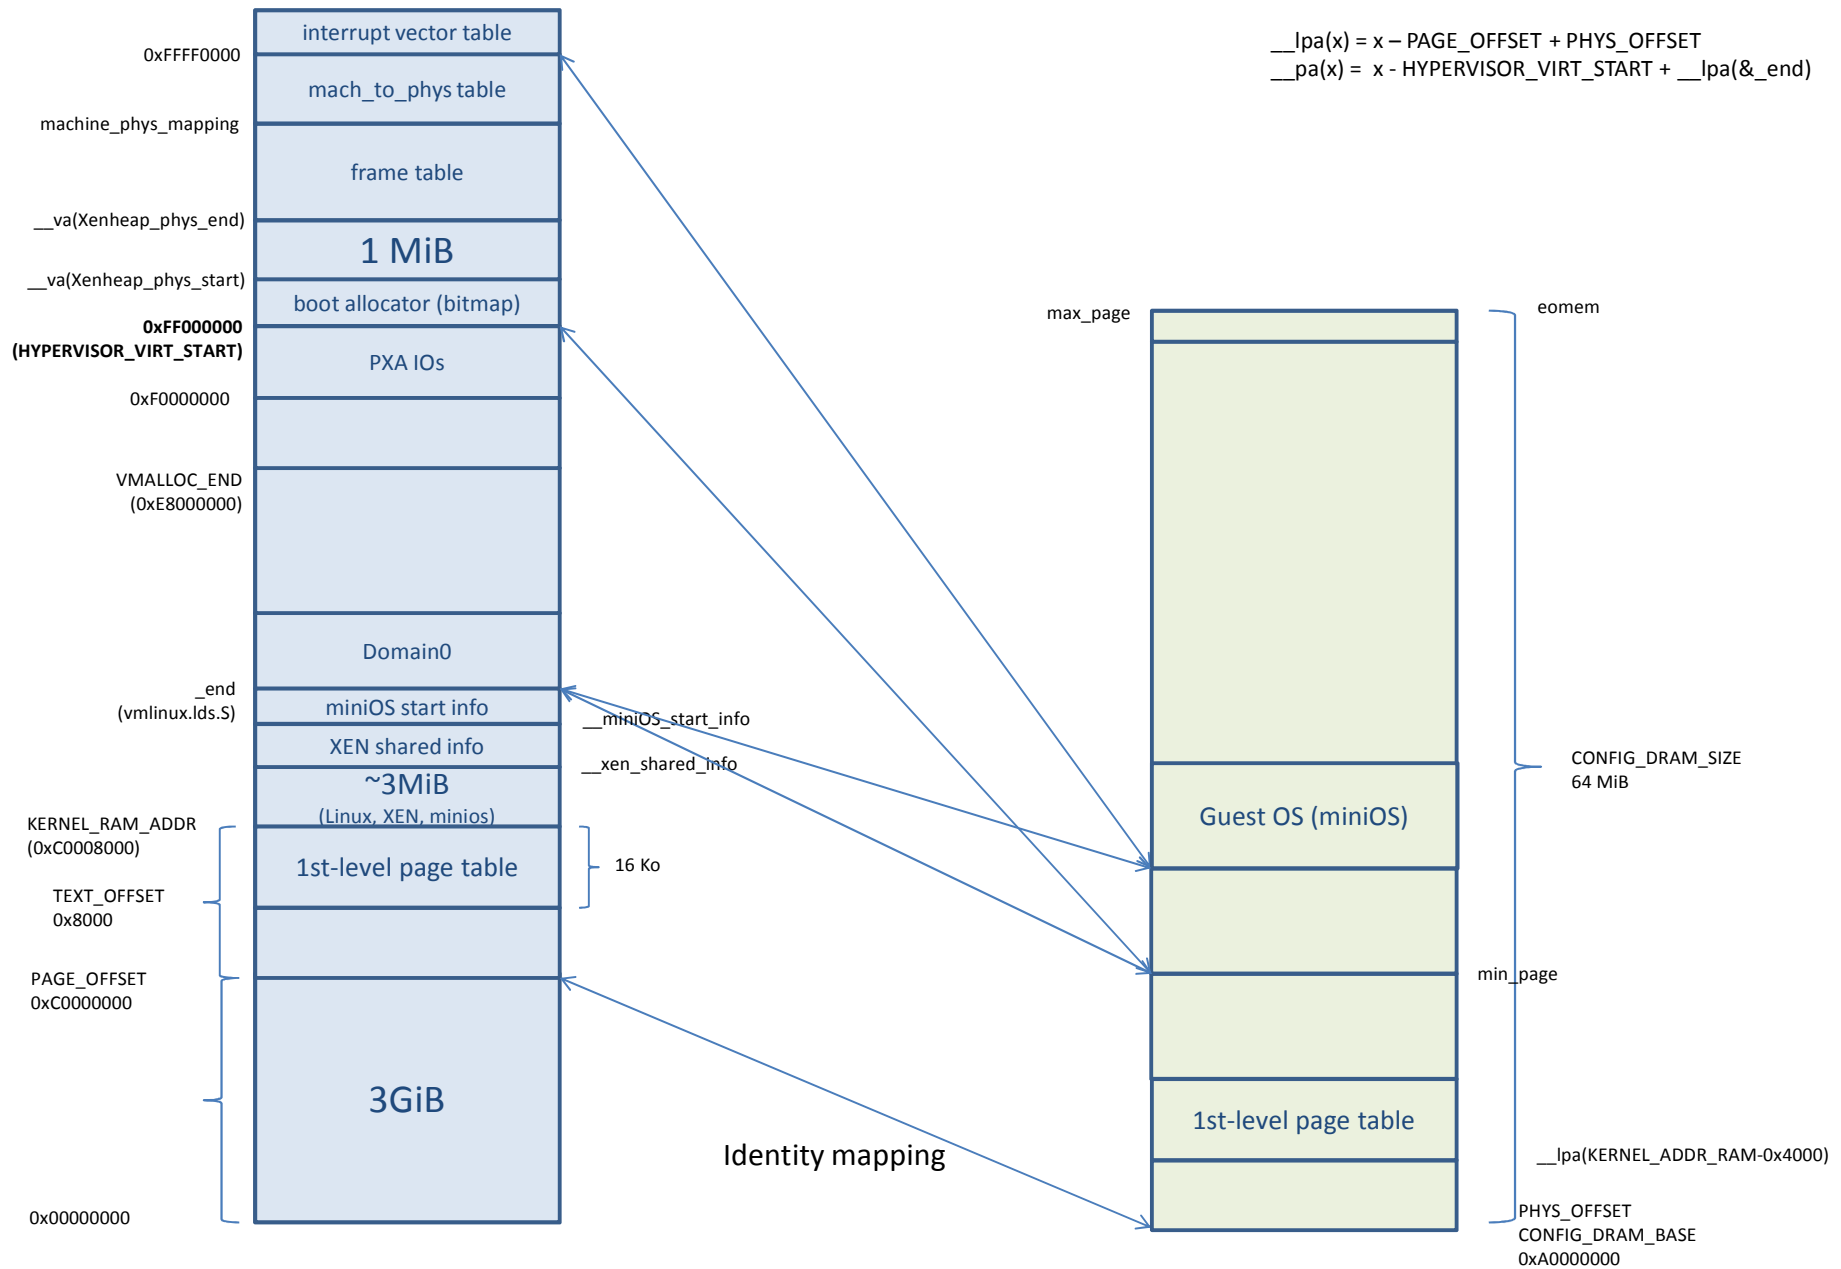 interrupt vector table
0xFFFF0000
mach_to_phys table
machine_phys_mapping
frame table
__va(Xenheap_phys_end)
1 MiB
__va(Xenheap_phys_start)
boot allocator (bitmap)
0xFF000000
(HYPERVISOR_VIRT_START)
PXA IOs
0xF0000000
VMALLOC_END
(0xE8000000)
Domain0
_end
(vmlinux.lds.S)
miniOS start info
__miniOS_start_info
XEN shared info
__xen_shared_info
~3MiB
(Linux, XEN, minios)
KERNEL_RAM_ADDR
(0xC0008000)
1st-level page table
16 Ko
TEXT_OFFSET
0x8000
PAGE_OFFSET
0xC0000000
3GiB
0x00000000
Identity mapping
__lpa(x) = x – PAGE_OFFSET + PHYS_OFFSET
__pa(x) = x - HYPERVISOR_VIRT_START + __lpa(&_end)
max_page
eomem
CONFIG_DRAM_SIZE
64 MiB
Guest OS (miniOS)
min_page
1st-level page table
__lpa(KERNEL_ADDR_RAM-0x4000)
PHYS_OFFSET
CONFIG_DRAM_BASE
0xA0000000